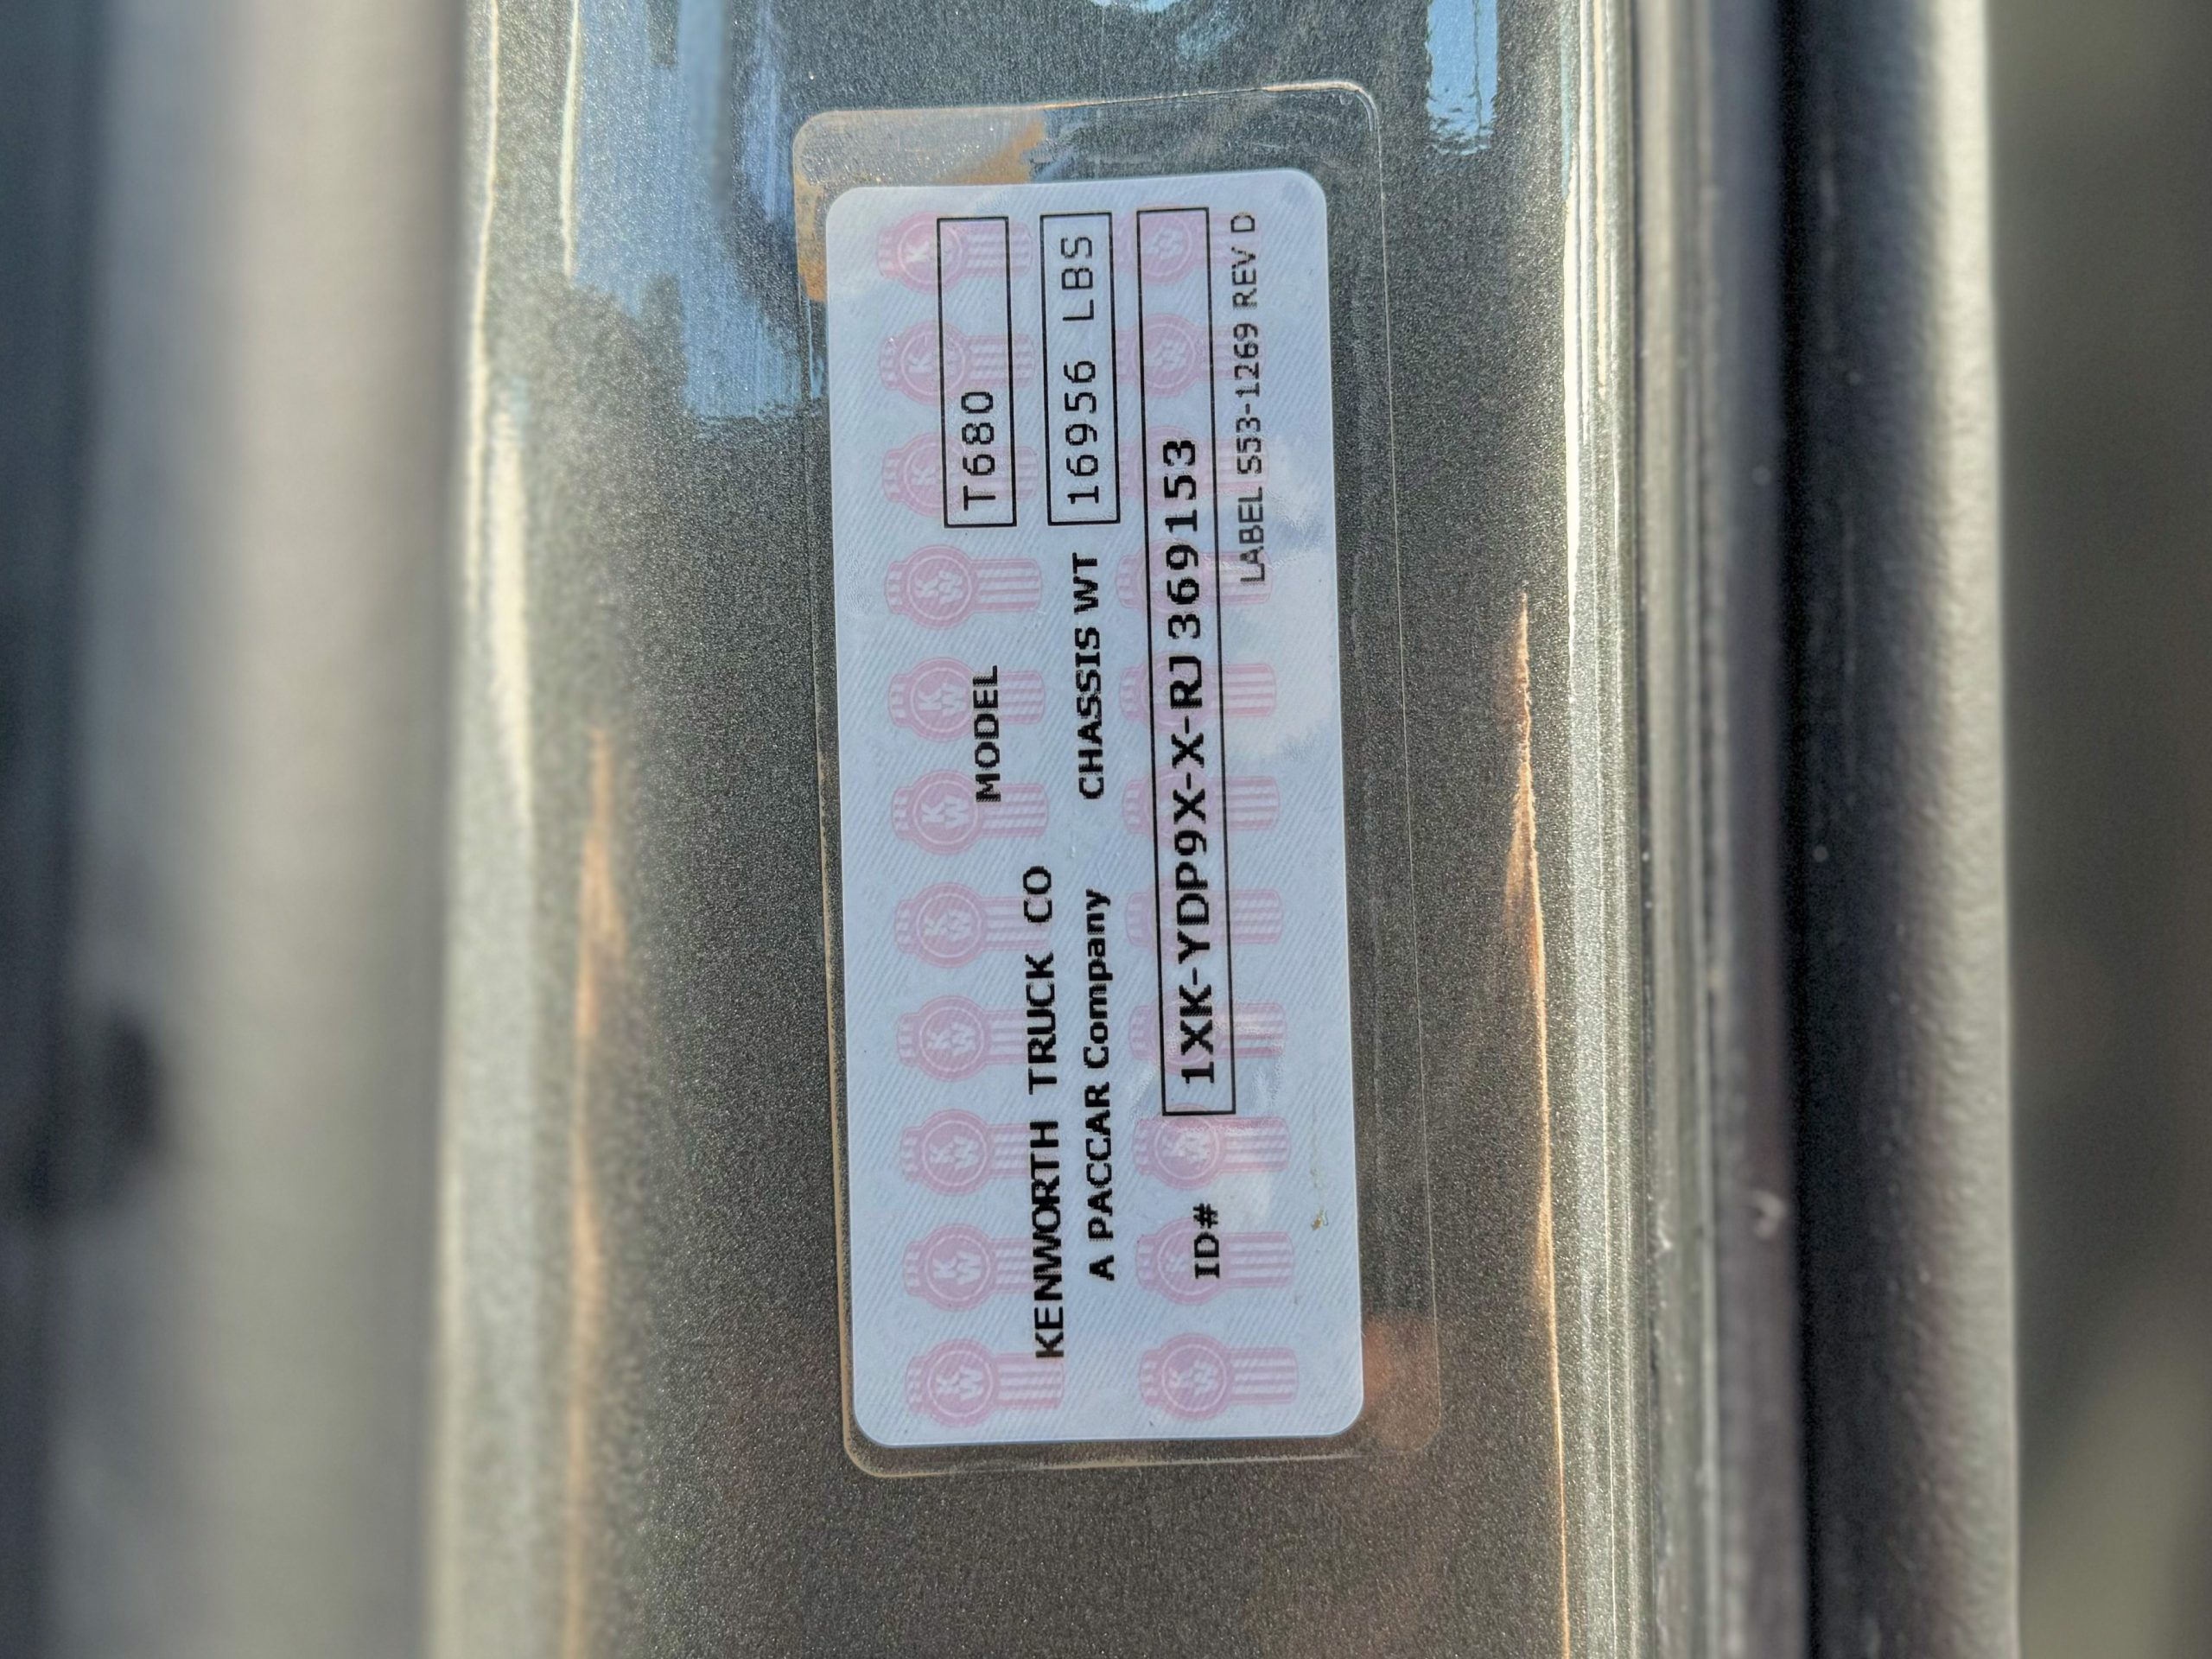 MODEL T680
KENWORTH TRUCK CO
A PACCAR Company CHASSIS WT 16956 LBS
ID# 1XK-YDP9X-X-RJ369153
LABEL S53-1269 REV D